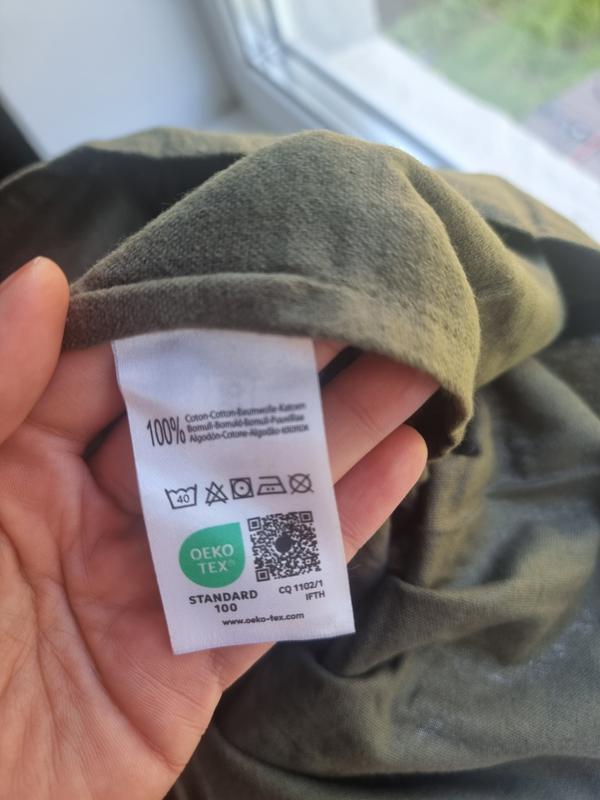 100% Coton-Cotton-Baumwolle-Katoen
Bomull-Bomuld-Bomull-Puuvillaa
Algodón-Cotone-Algodão-
40
OEKO
TEX®
CQ 1102/1
IFTH
STANDARD
100
www.oeko-tex.com